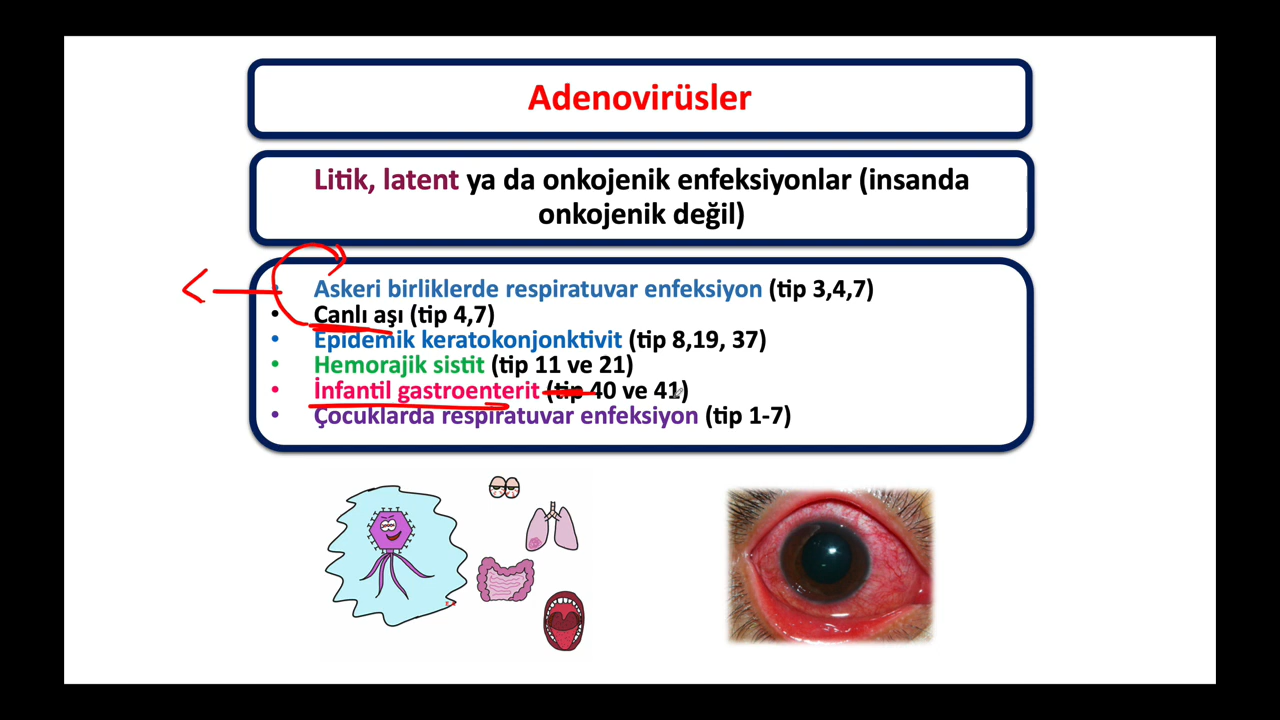 Adenovirüsler
Litik, latent ya da onkojenik enfeksiyonlar (insanda
onkojenik değil)
• Askeri birliklerde respiratuvar enfeksiyon (tip 3,4,7)
• Canlı aşı (tip 4,7)
• Epidemik keratokonjonktivit (tip 8,19, 37)
• Hemorajik sistit (tip 11 ve 21)
• İnfantil gastroenterit (tip 40 ve 41)
• Çocuklarda respiratuvar enfeksiyon (tip 1-7)